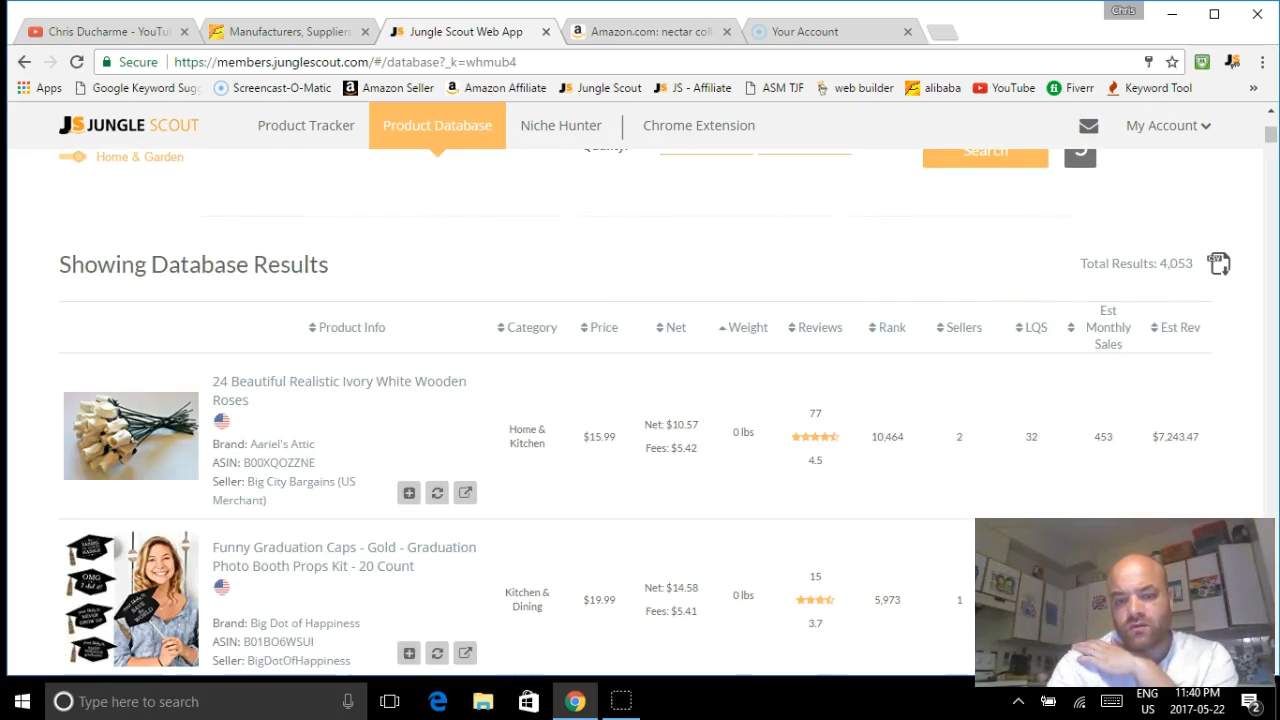 Chris
Chris Ducharme - YouTu
Manufacturers, Suppliers
Jungle Scout Web App
Amazon.com: nectar coll
Your Account
Secure
https://members.junglescout.com/#/database?_k=whmub4
Apps
Google Keyword Sugg
Screencast-O-Matic
Amazon Seller
Amazon Affiliate
Jungle Scout
JS - Affiliate
ASM TJF
web builder
alibaba
YouTube
Fiverr
Keyword Tool
»
JS JUNGLE SCOUT
Product Tracker
Product Database
Niche Hunter
Chrome Extension
My Account
Home & Garden
Quality:
Search
Showing Database Results
Total Results: 4,053
CSV
Product Info
Category
Price
Net
Weight
Reviews
Rank
Sellers
LQS
Est
Monthly
Sales
Est Rev
24 Beautiful Realistic Ivory White Wooden
Roses
Brand: Aariel's Attic
ASIN: B00XQOZZNE
Seller: Big City Bargains (US
Merchant)
Home &
Kitchen
$15.99
Net: $10.57
Fees: $5.42
0 lbs
77
4.5
10,464
2
32
453
$7,243.47
Funny Graduation Caps - Gold - Graduation
Photo Booth Props Kit - 20 Count
Brand: Big Dot of Happiness
ASIN: B01BO6WSUI
Seller: BigDotOfHappiness
Kitchen &
Dining
$19.99
Net: $14.58
Fees: $5.41
0 lbs
15
3.7
5,973
1
Type here to search
ENG
US
11:40 PM
2017-05-22
2